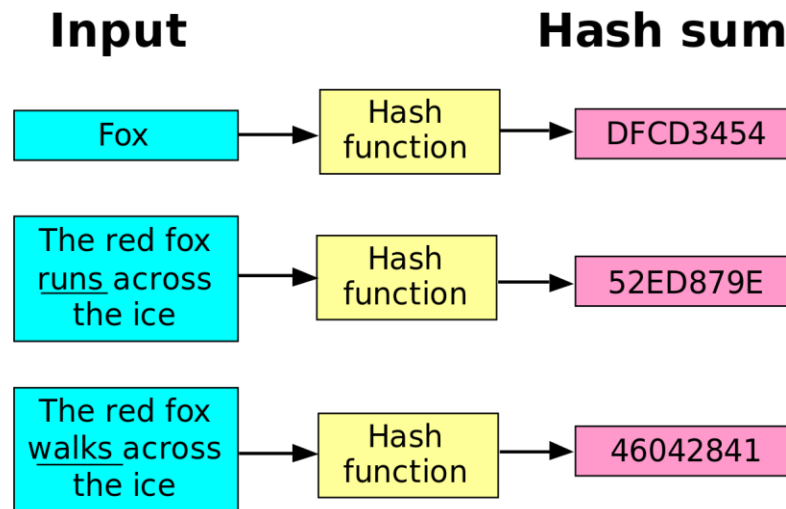 Input
Hash sum
Fox
Hash
function
DFCD3454
The red fox
runs across
the ice
Hash
function
52ED879E
The red fox
walks across
the ice
Hash
function
46042841